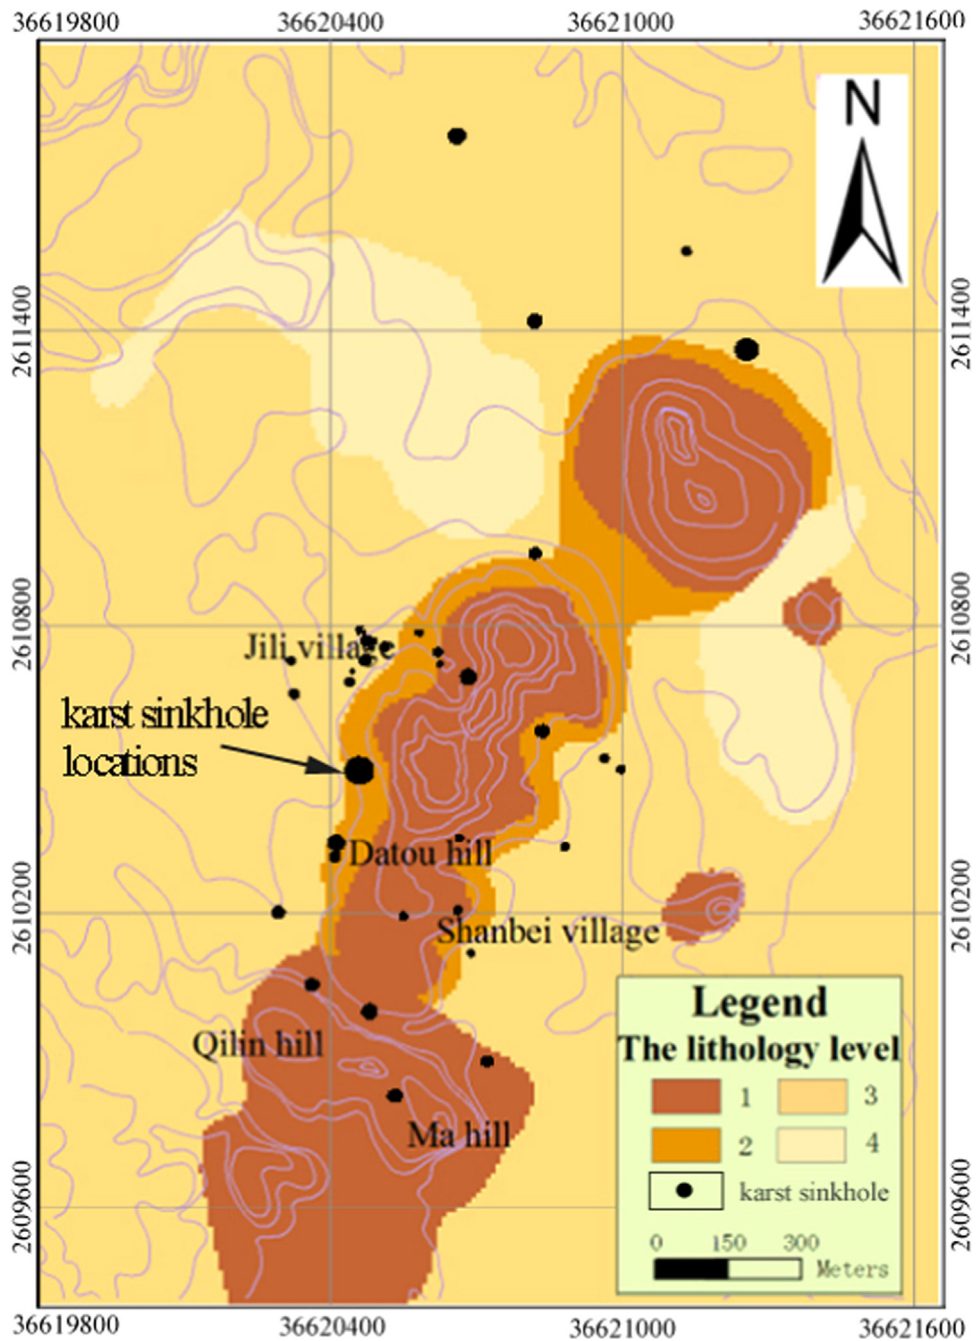 36619800 36620400 36621000 36621600
N
2611400 2611400
2610800 2610800
Jili village
karst sinkhole
locations
Datou hill
2610200 2610200
Shanbei village
Qilin hill
Ma hill
2609600 2609600
Legend
The lithology level
1 3
2 4
karst sinkhole
0 150 300
Meters
36619800 36620400 36621000 36621600